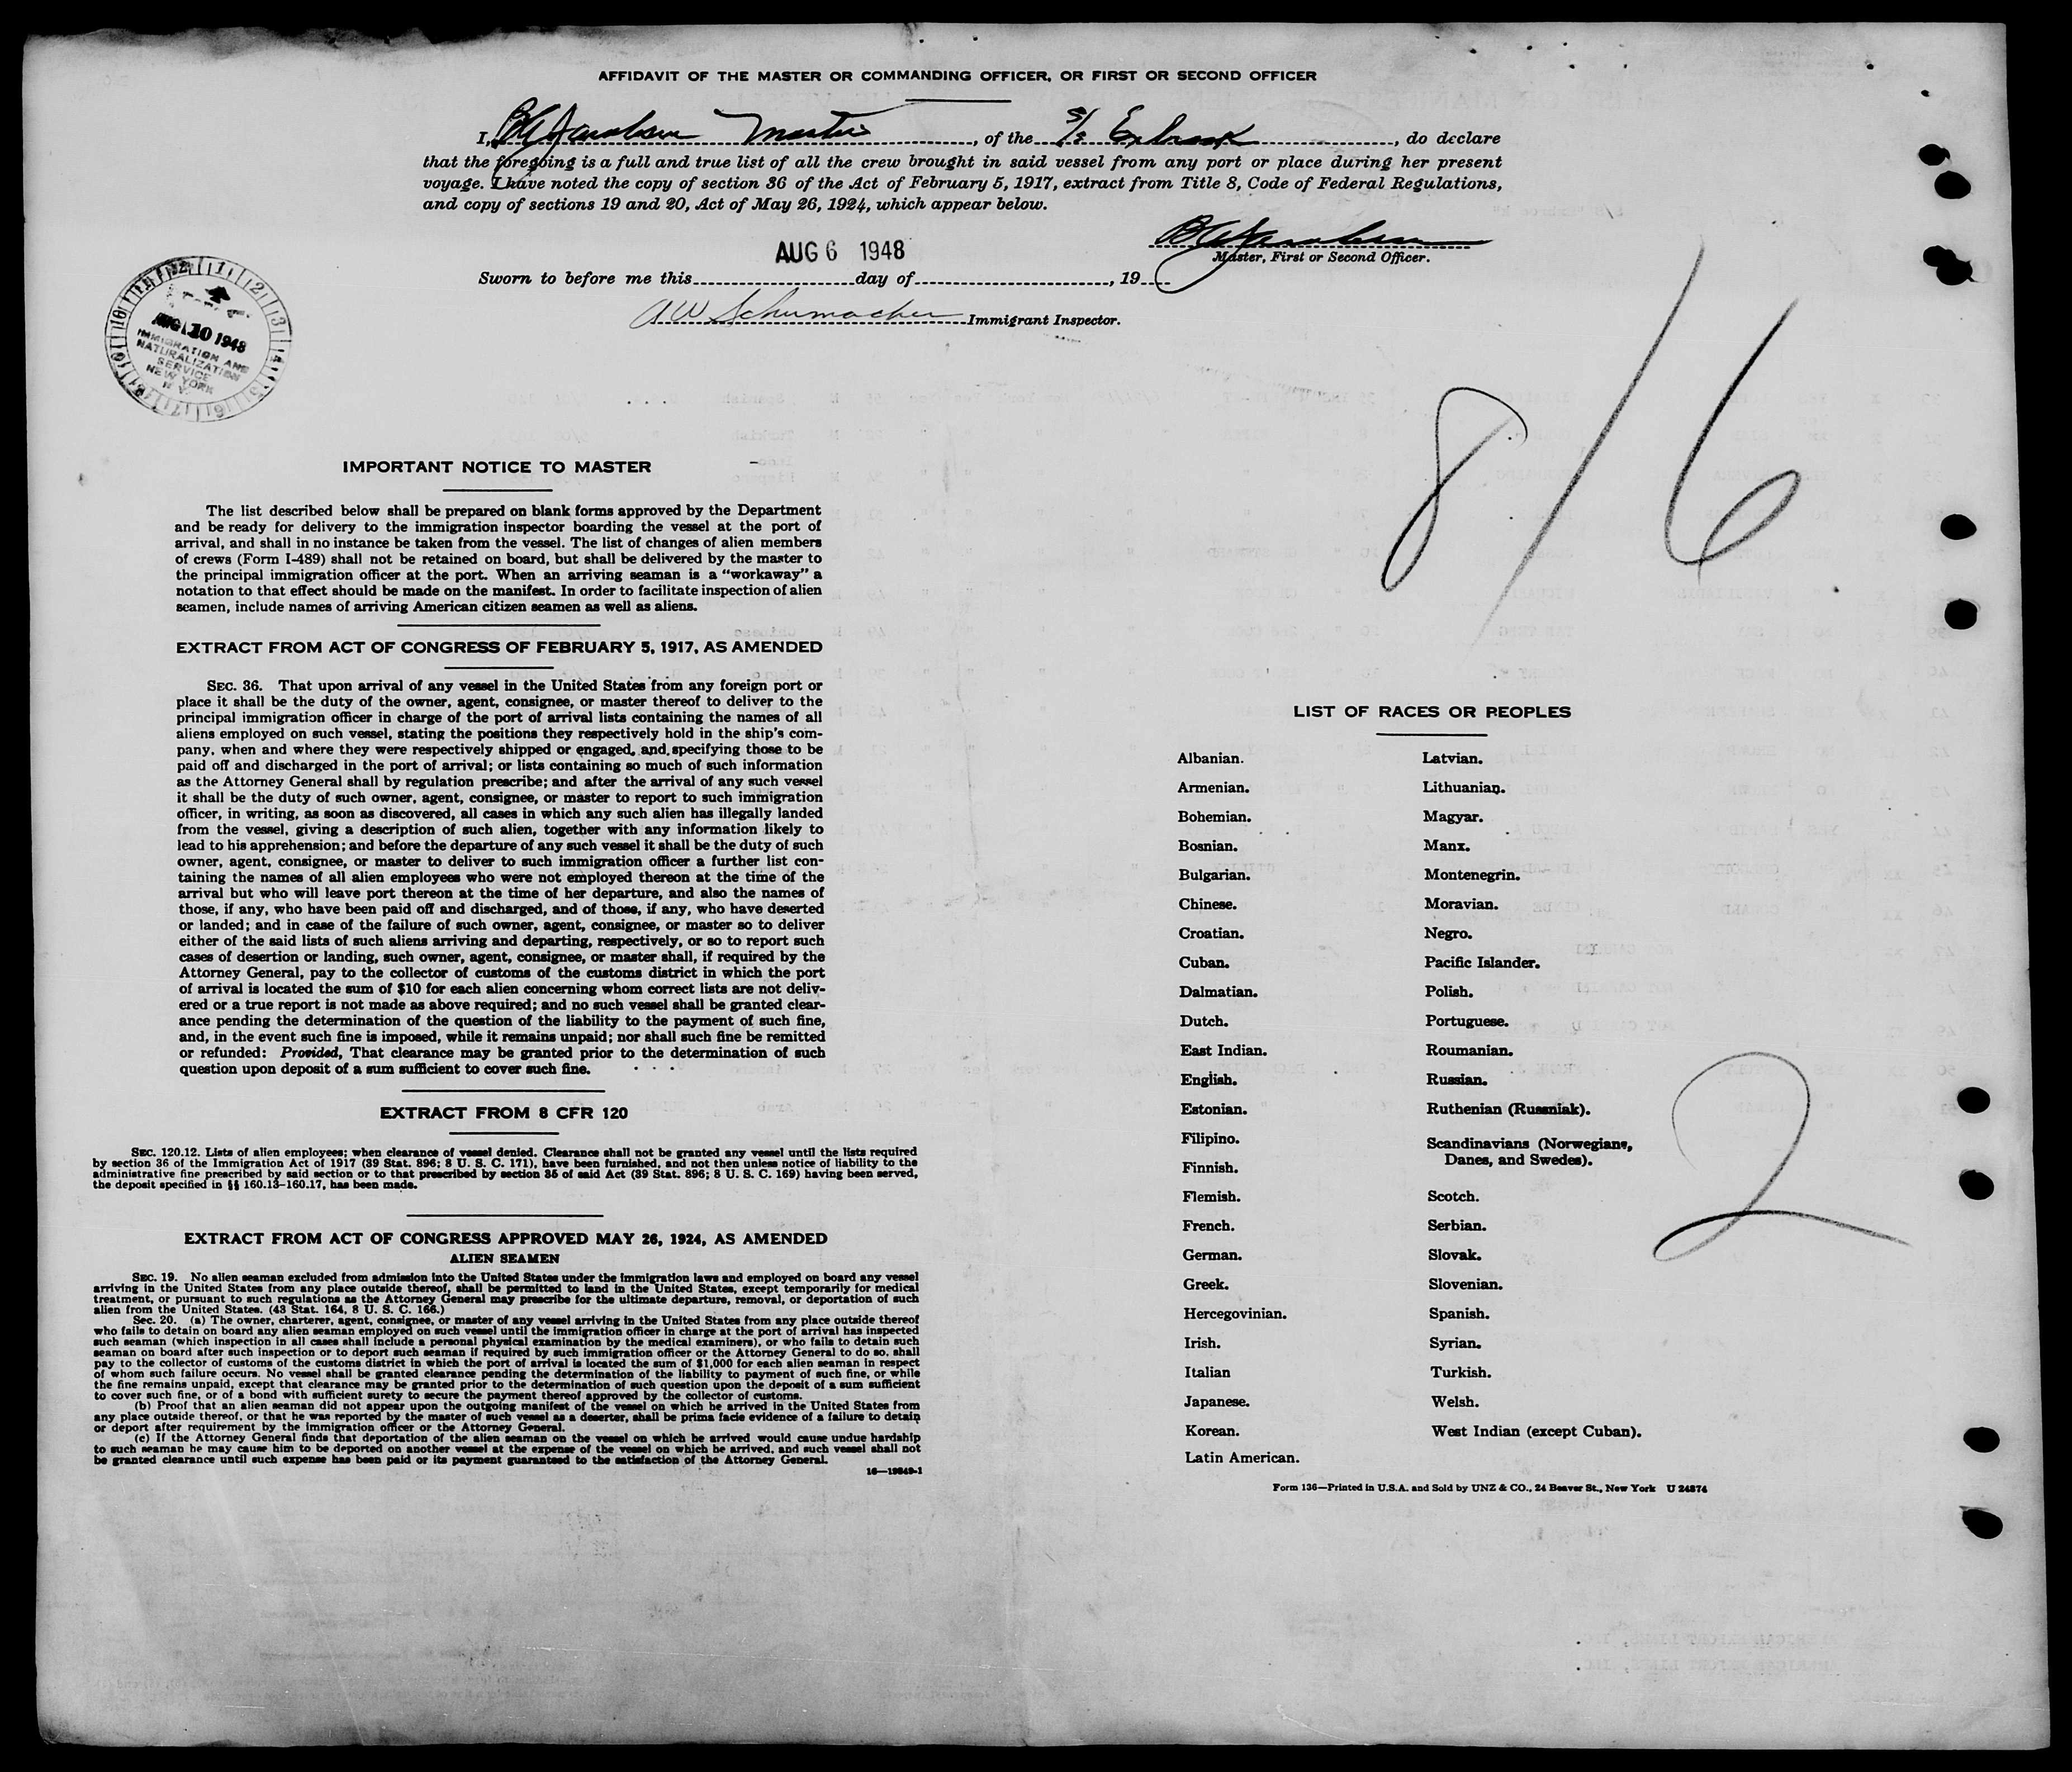 AFFIDAVIT OF THE MASTER OR COMMANDING OFFICER, OR FIRST OR SECOND OFFICER
I, B A Jacobsen Master, of the S/S Exbrook, do declare
that the foregoing is a full and true list of all the crew brought in said vessel from any port or place during her present
voyage. I have noted the copy of section 36 of the Act of February 5, 1917, extract from Title 8, Code of Federal Regulations,
and copy of sections 19 and 20, Act of May 26, 1924, which appear below.
Master, First or Second Officer.
AUG 6 1948
Sworn to before me this day of , 19
A W Schumacher Immigrant Inspector.
AUG 10 1948
IMMIGRATION AND
NATURALIZATION
SERVICE
NEW YORK
N Y
8/6
IMPORTANT NOTICE TO MASTER
The list described below shall be prepared on blank forms approved by the Department
and be ready for delivery to the immigration inspector boarding the vessel at the port of
arrival, and shall in no instance be taken from the vessel. The list of changes of alien members
of crews (Form I-489) shall not be retained on board, but shall be delivered by the master to
the principal immigration officer at the port. When an arriving seaman is a "workaway" a
notation to that effect should be made on the manifest. In order to facilitate inspection of alien
seamen, include names of arriving American citizen seamen as well as aliens.
EXTRACT FROM ACT OF CONGRESS OF FEBRUARY 5, 1917, AS AMENDED
SEC. 36. That upon arrival of any vessel in the United States from any foreign port or
place it shall be the duty of the owner, agent, consignee, or master thereof to deliver to the
principal immigration officer in charge of the port of arrival lists containing the names of all
aliens employed on such vessel, stating the positions they respectively hold in the ship's com-
pany, when and where they were respectively shipped or engaged, and specifying those to be
paid off and discharged in the port of arrival; or lists containing so much of such information
as the Attorney General shall by regulation prescribe; and after the arrival of any such vessel
it shall be the duty of such owner, agent, consignee, or master to report to such immigration
officer, in writing, as soon as discovered, all cases in which any such alien has illegally landed
from the vessel, giving a description of such alien, together with any information likely to
lead to his apprehension; and before the departure of any such vessel it shall be the duty of such
owner, agent, consignee, or master to deliver to such immigration officer a further list con-
taining the names of all alien employees who were not employed thereon at the time of the
arrival but who will leave port thereon at the time of her departure, and also the names of
those, if any, who have been paid off and discharged, and of those, if any, who have deserted
or landed; and in case of the failure of such owner, agent, consignee, or master so to deliver
either of the said lists of such aliens arriving and departing, respectively, or so to report such
cases of desertion or landing, such owner, agent, consignee, or master shall, if required by the
Attorney General, pay to the collector of customs of the customs district in which the port
of arrival is located the sum of $10 for each alien concerning whom correct lists are not deliv-
ered or a true report is not made as above required; and no such vessel shall be granted clear-
ance pending the determination of the question of the liability to the payment of such fine,
and, in the event such fine is imposed, while it remains unpaid; nor shall such fine be remitted
or refunded: Provided, That clearance may be granted prior to the determination of such
question upon deposit of a sum sufficient to cover such fine.
EXTRACT FROM 8 CFR 120
SEC. 120.12. Lists of alien employees; when clearance of vessel denied. Clearance shall not be granted any vessel until the lists required
by section 36 of the Immigration Act of 1917 (39 Stat. 896; 8 U. S. C. 171), have been furnished, and not then unless notice of liability to the
administrative fine prescribed by said section or to that prescribed by section 35 of said Act (39 Stat. 896; 8 U. S. C. 169) having been served,
the deposit specified in §§ 160.13-160.17, has been made.
EXTRACT FROM ACT OF CONGRESS APPROVED MAY 26, 1924, AS AMENDED
ALIEN SEAMEN
SEC. 19. No alien seaman excluded from admission into the United States under the immigration laws and employed on board any vessel
arriving in the United States from any place outside thereof, shall be permitted to land in the United States, except temporarily for medical
treatment, or pursuant to such regulations as the Attorney General may prescribe for the ultimate departure, removal, or deportation of such
alien from the United States. (43 Stat. 164, 8 U. S. C. 166.)
Sec. 20. (a) The owner, charterer, agent, consignee, or master of any vessel arriving in the United States from any place outside thereof
who fails to detain on board any alien seaman employed on such vessel until the immigration officer in charge at the port of arrival has inspected
such seaman (which inspection in all cases shall include a personal physical examination by the medical examiners), or who fails to detain such
seaman on board after such inspection or to deport such seaman if required by such immigration officer or the Attorney General to do so, shall
pay to the collector of customs of the customs district in which the port of arrival is located the sum of $1,000 for each alien seaman in respect
of whom such failure occurs. No vessel shall be granted clearance pending the determination of the liability to payment of such fine, or while
the fine remains unpaid, except that clearance may be granted prior to the determination of such question upon the deposit of a sum sufficient
to cover such fine, or of a bond with sufficient surety to secure the payment thereof approved by the collector of customs.
(b) Proof that an alien seaman did not appear upon the outgoing manifest of the vessel on which he arrived in the United States from
any place outside thereof, or that he was reported by the master of such vessel as a deserter, shall be prima facie evidence of a failure to detain
or deport after requirement by the immigration officer or the Attorney General.
(c) If the Attorney General finds that deportation of the alien seaman on the vessel on which he arrived would cause undue hardship
to such seaman he may cause him to be deported on another vessel at the expense of the vessel on which he arrived, and such vessel shall not
be granted clearance until such expense has been paid or its payment guaranteed to the satisfaction of the Attorney General.
16—19849-1
LIST OF RACES OR PEOPLES
Albanian.
Armenian.
Bohemian.
Bosnian.
Bulgarian.
Chinese.
Croatian.
Cuban.
Dalmatian.
Dutch.
East Indian.
English.
Estonian.
Filipino.
Finnish.
Flemish.
French.
German.
Greek.
Hercegovinian.
Irish.
Italian
Japanese.
Korean.
Latin American.
Latvian.
Lithuanian.
Magyar.
Manx.
Montenegrin.
Moravian.
Negro.
Pacific Islander.
Polish.
Portuguese.
Roumanian.
Russian.
Ruthenian (Russniak).
Scandinavians (Norwegians,
Danes, and Swedes).
Scotch.
Serbian.
Slovak.
Slovenian.
Spanish.
Syrian.
Turkish.
Welsh.
West Indian (except Cuban).
2
Form 136—Printed in U.S.A. and Sold by UNZ & CO., 24 Beaver St., New York U 24874